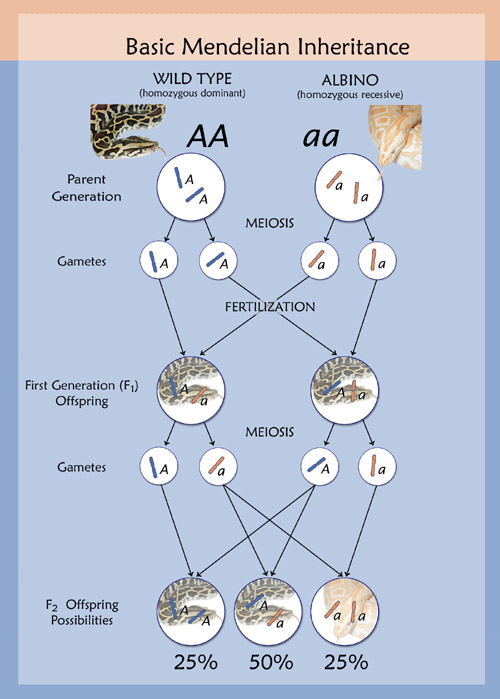 Basic Mendelian Inheritance
WILD TYPE
(homozygous dominant)
ALBINO
(homozygous recessive)
AA
aa
Parent
Generation
A
A
a
a
MEIOSIS
Gametes
A
A
a
a
FERTILIZATION
First Generation (F₁)
Offspring
A
a
A
a
MEIOSIS
Gametes
A
a
A
a
F₂ Offspring
Possibilities
A
A
A
a
a
a
25%
50%
25%